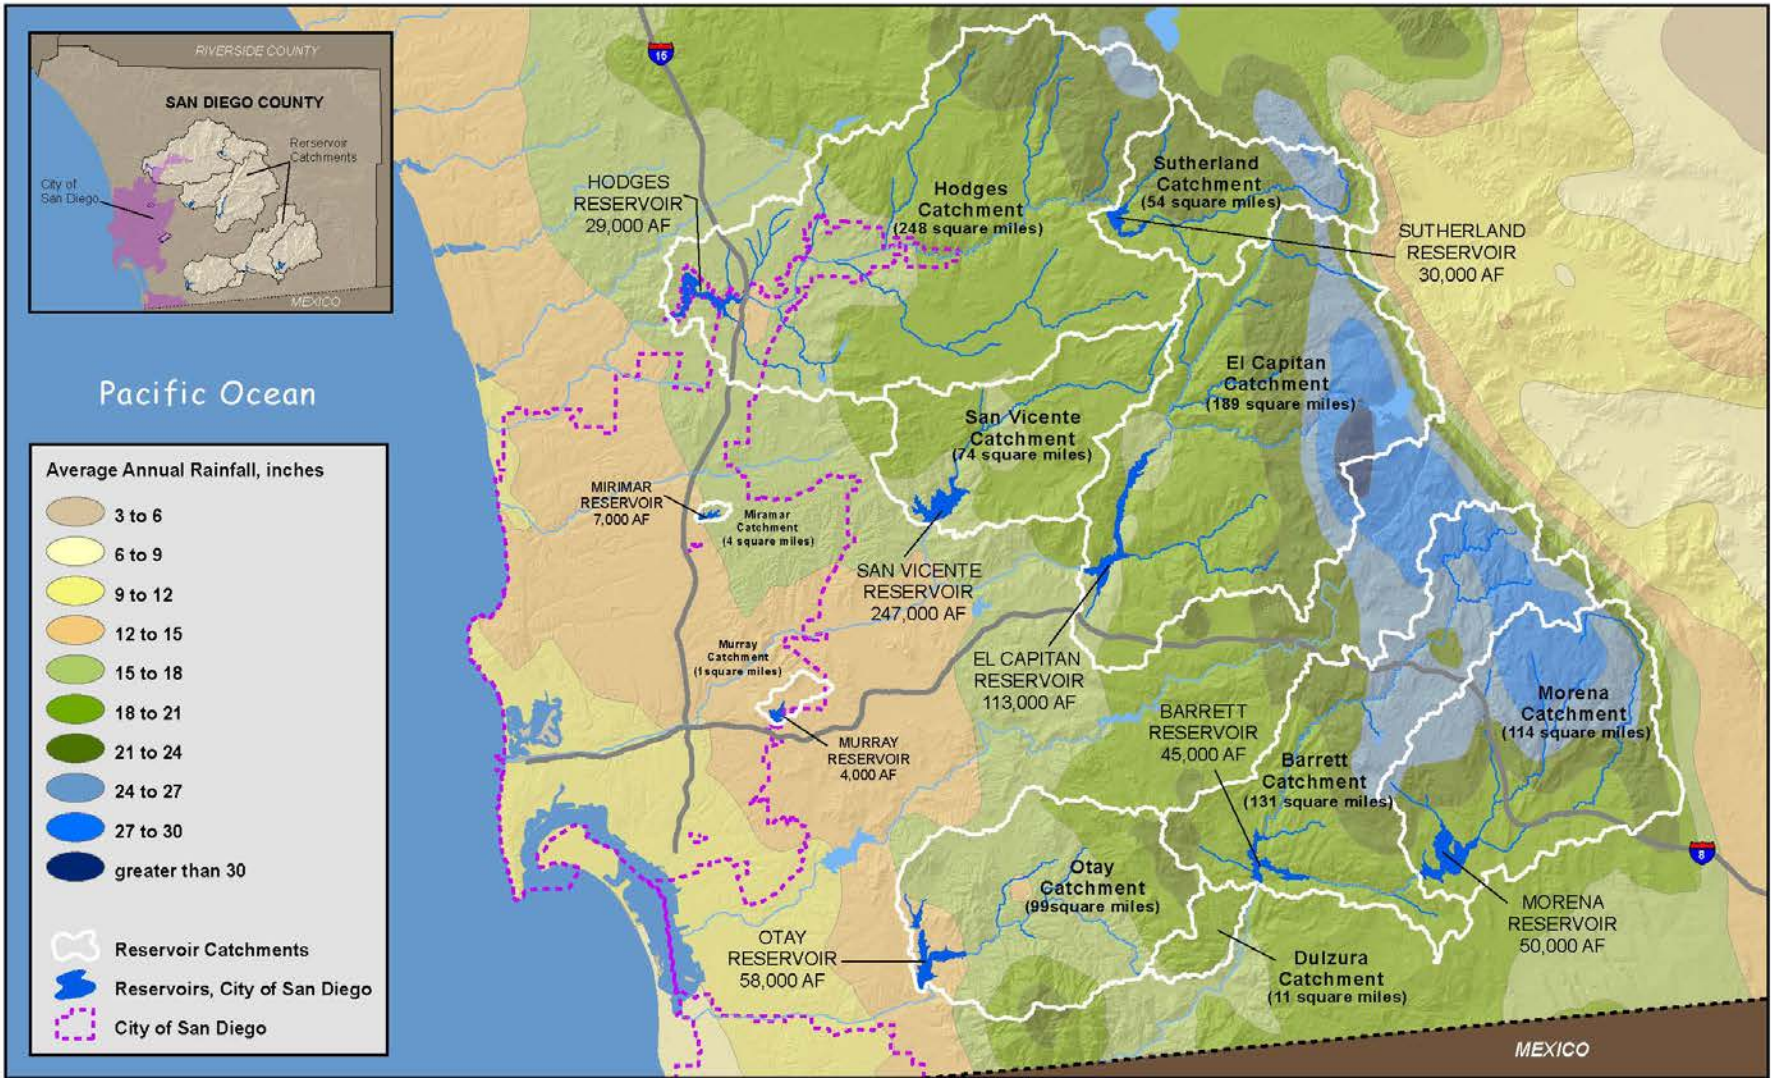 RIVERSIDE COUNTY
SAN DIEGO COUNTY
Rerservoir
Catchments
City of
San Diego
MEXICO
Pacific Ocean
Average Annual Rainfall, inches
3 to 6
6 to 9
9 to 12
12 to 15
15 to 18
18 to 21
21 to 24
24 to 27
27 to 30
greater than 30
Reservoir Catchments
Reservoirs, City of San Diego
City of San Diego
15
HODGES
RESERVOIR
29,000 AF
Hodges
Catchment
(248 square miles)
Sutherland
Catchment
(54 square miles)
SUTHERLAND
RESERVOIR
30,000 AF
El Capitan
Catchment
(189 square miles)
San Vicente
Catchment
(74 square miles)
MIRIMAR
RESERVOIR
7,000 AF
Miramar
Catchment
(4 square miles)
SAN VICENTE
RESERVOIR
247,000 AF
Murray
Catchment
(1square miles)
EL CAPITAN
RESERVOIR
113,000 AF
MURRAY
RESERVOIR
4,000 AF
BARRETT
RESERVOIR
45,000 AF
Barrett
Catchment
(131 square miles)
Morena
Catchment
(114 square miles)
8
Otay
Catchment
(99square miles)
OTAY
RESERVOIR
58,000 AF
Dulzura
Catchment
(11 square miles)
MORENA
RESERVOIR
50,000 AF
MEXICO